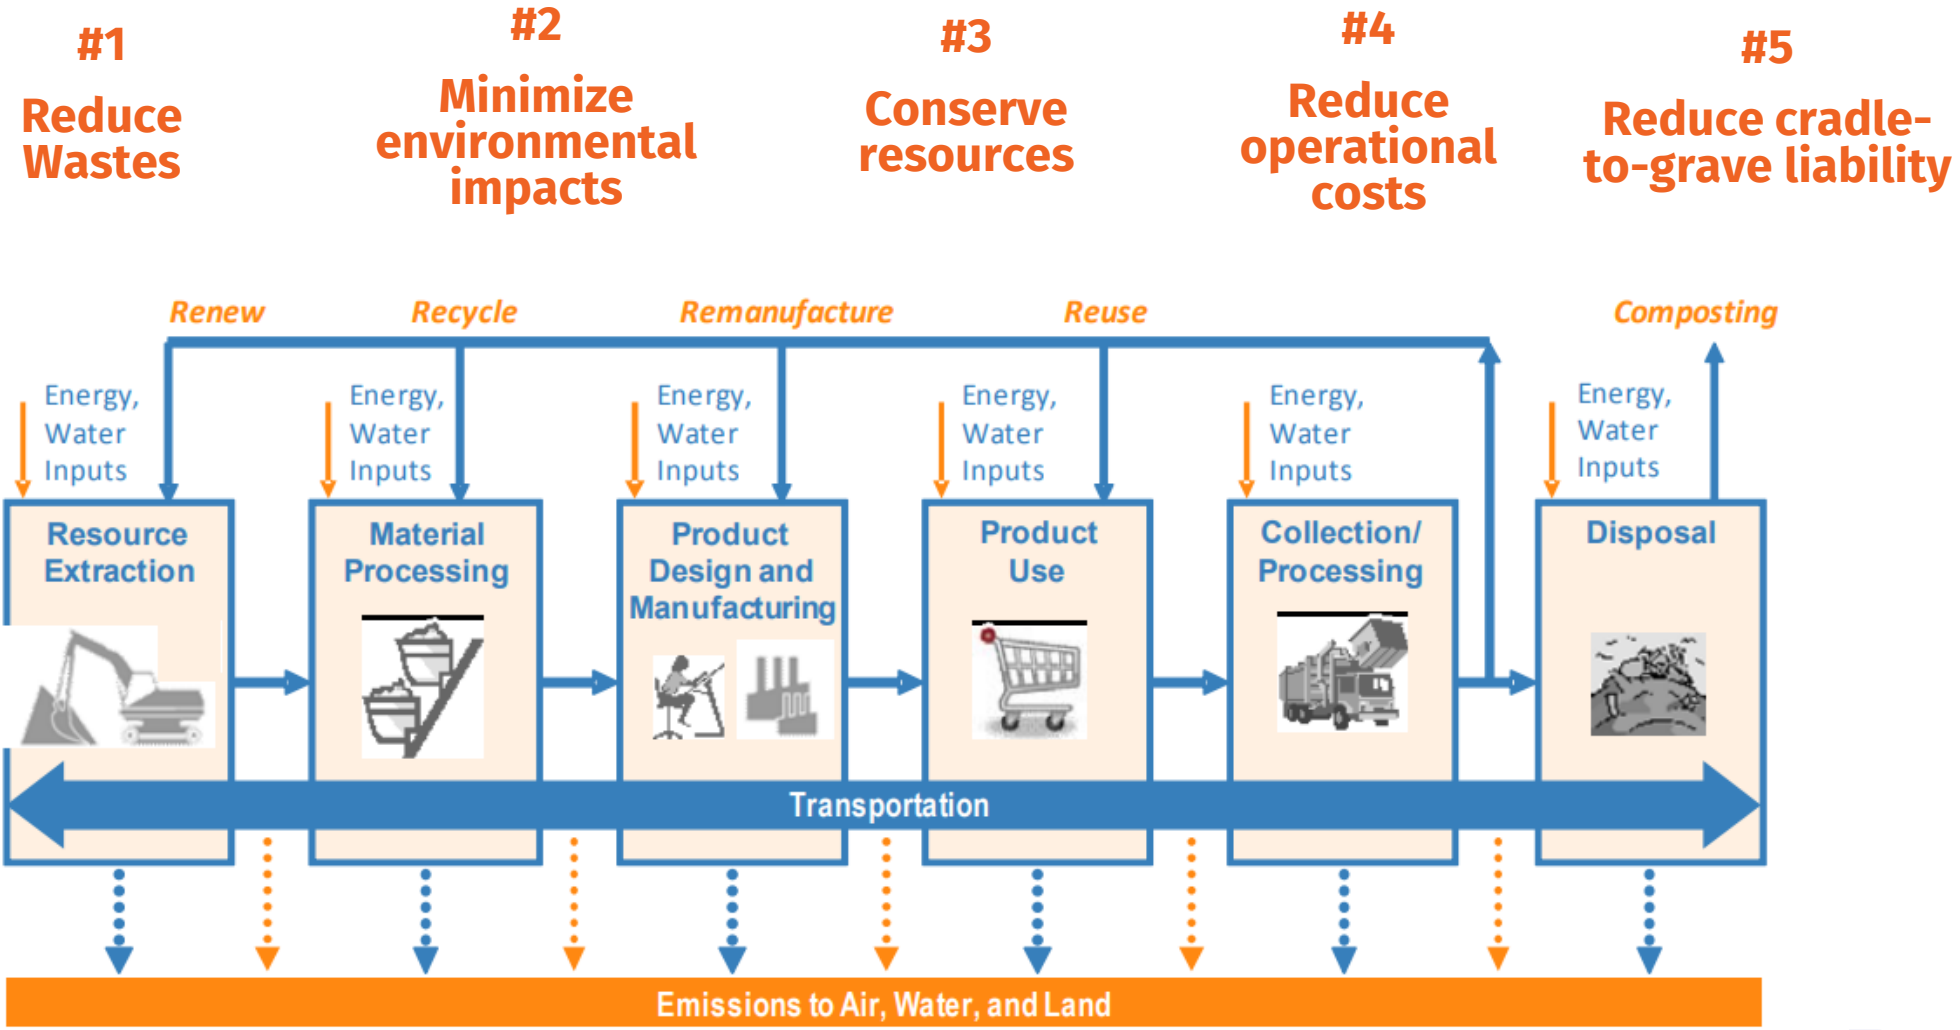 #1
Reduce
Wastes
#2
Minimize
environmental
impacts
#3
Conserve
resources
#4
Reduce
operational
costs
#5
Reduce cradle-
to-grave liability
Renew
Recycle
Remanufacture
Reuse
Composting
Energy,
Water
Inputs
Energy,
Water
Inputs
Energy,
Water
Inputs
Energy,
Water
Inputs
Energy,
Water
Inputs
Energy,
Water
Inputs
Resource
Extraction
Material
Processing
Product
Design and
Manufacturing
Product
Use
Collection/
Processing
Disposal
Transportation
Emissions to Air, Water, and Land